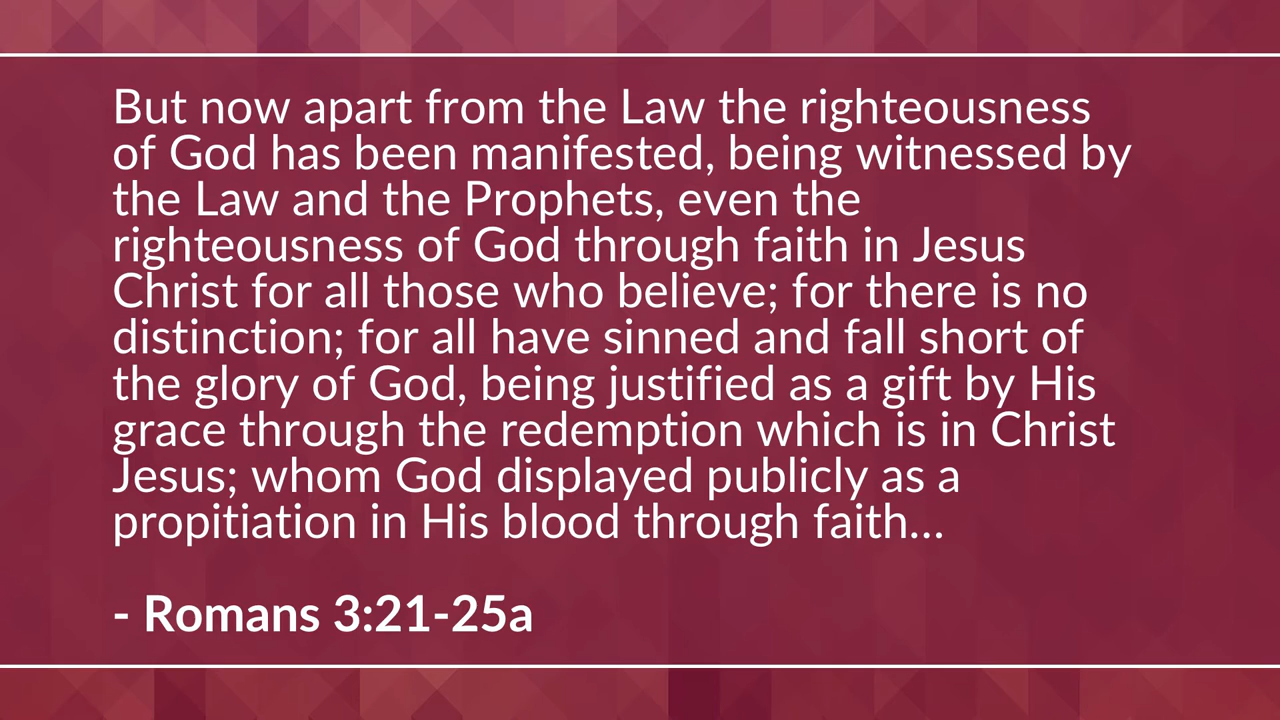 But now apart from the Law the righteousness
of God has been manifested, being witnessed by
the Law and the Prophets, even the
righteousness of God through faith in Jesus
Christ for all those who believe; for there is no
distinction; for all have sinned and fall short of
the glory of God, being justified as a gift by His
grace through the redemption which is in Christ
Jesus; whom God displayed publicly as a
propitiation in His blood through faith...
- Romans 3:21-25a